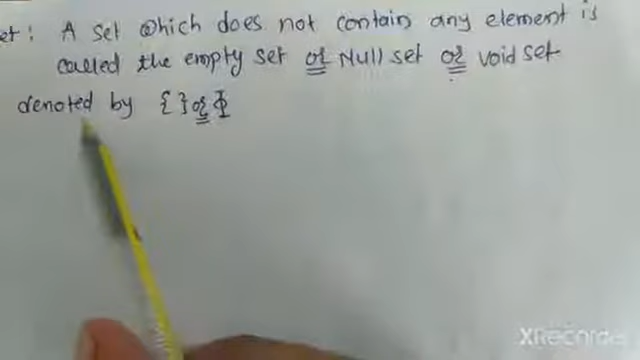 et: A set which does not contain any element is
called the empty set or Null set or void set
denoted by { } or Φ
XRecorder